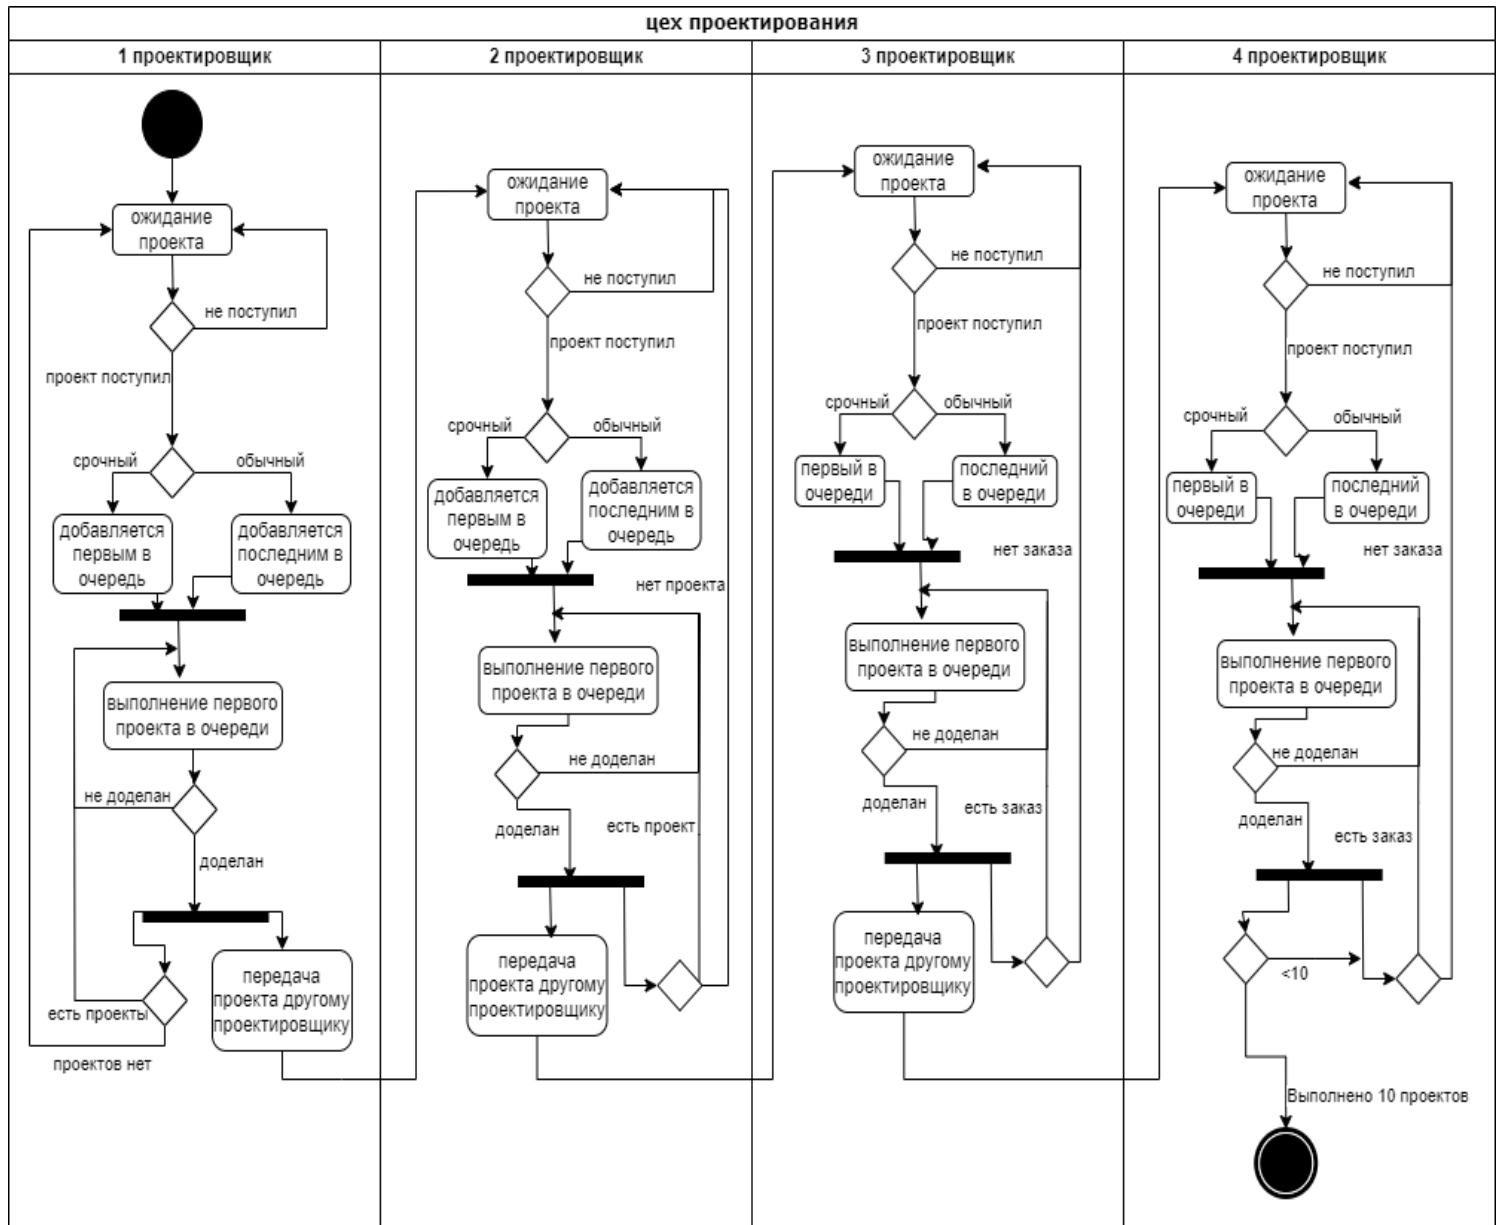 цех проектирования
1 проектировщик
2 проектировщик
3 проектировщик
4 проектировщик
ожидание
проекта
не поступил
проект поступил
срочный
обычный
добавляется
первым в
очередь
добавляется
последним в
очередь
выполнение первого
проекта в очереди
не доделан
доделан
есть проекты
проектов нет
передача
проекта другому
проектировщику
ожидание
проекта
не поступил
проект поступил
срочный
обычный
добавляется
первым в
очередь
добавляется
последним в
очередь
нет проекта
выполнение первого
проекта в очереди
не доделан
доделан
есть проект
передача
проекта другому
проектировщику
ожидание
проекта
не поступил
проект поступил
срочный
обычный
первый в
очереди
последний
в очереди
нет заказа
выполнение первого
проекта в очереди
не доделан
доделан
есть заказ
передача
проекта другому
проектировщику
ожидание
проекта
не поступил
проект поступил
срочный
обычный
первый в
очереди
последний
в очереди
нет заказа
выполнение первого
проекта в очереди
не доделан
доделан
есть заказ
<10
Выполнено 10 проектов